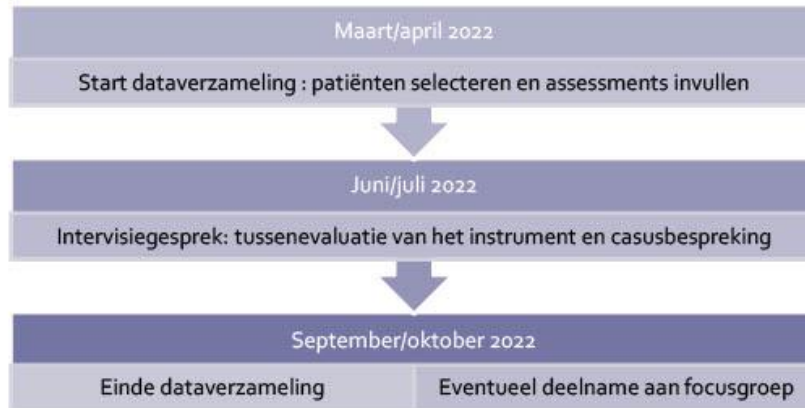 Maart/april 2022
Start dataverzameling : patiënten selecteren en assessments invullen
Juni/juli 2022
Intervisiegesprek: tussenevaluatie van het instrument en casusbespreking
September/oktober 2022
Einde dataverzameling
Eventueel deelname aan focusgroep